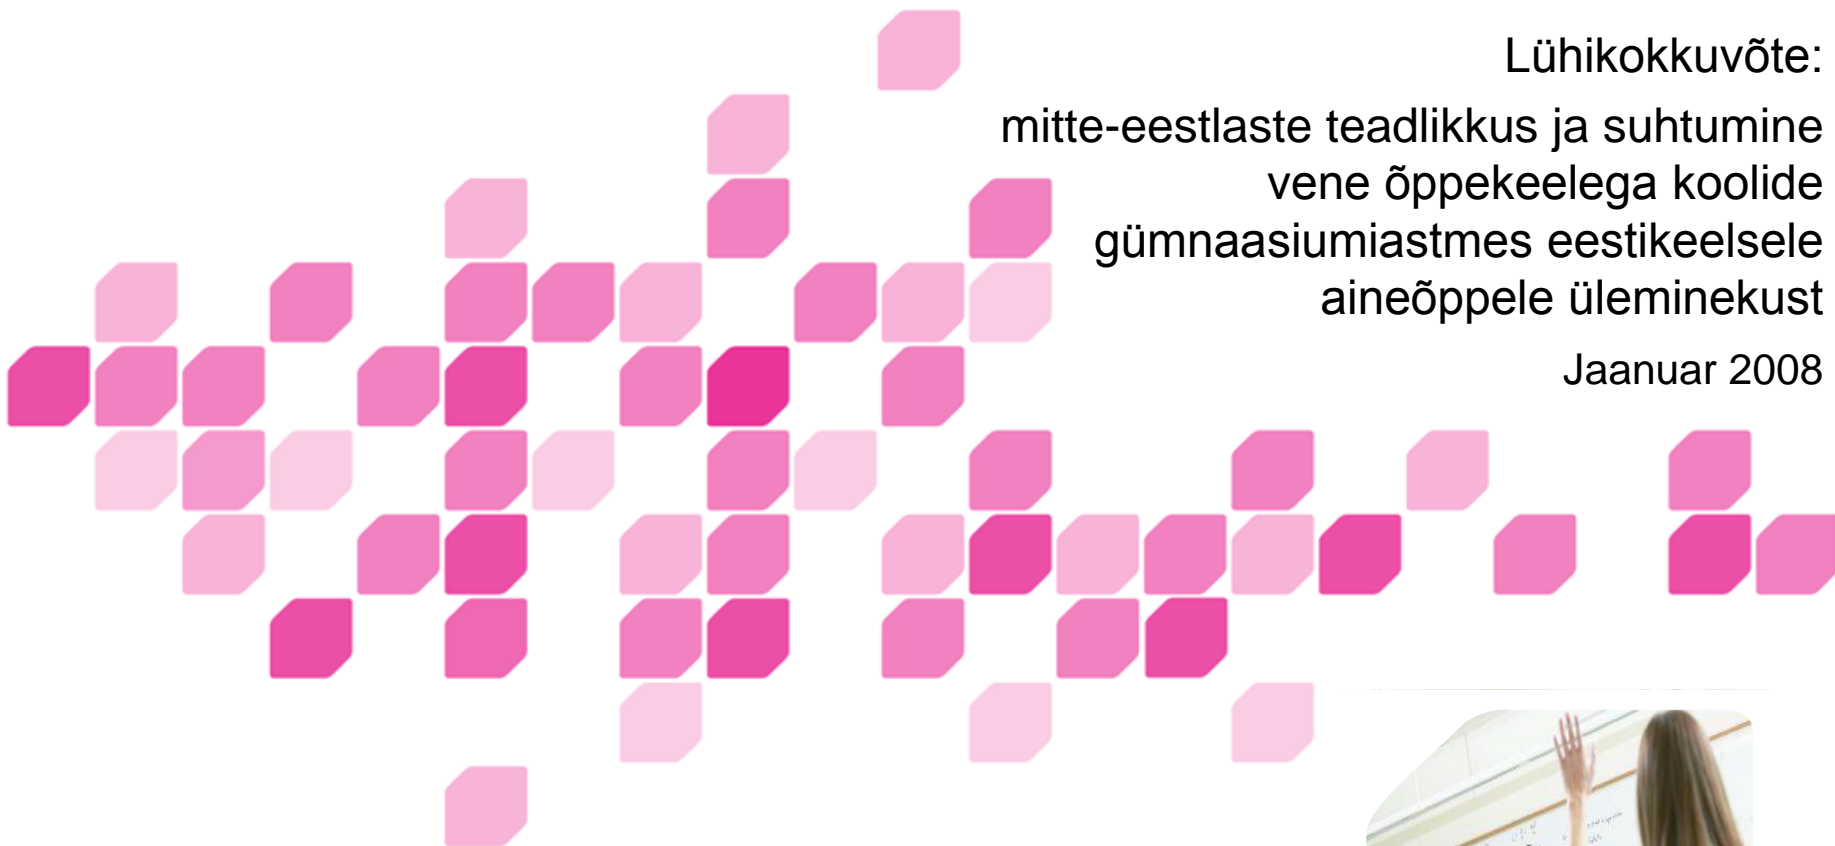 Lühikokkuvõte:
mitte-eestlaste teadlikkus ja suhtumine
vene õppekeelega koolide
gümnaasiumiastmes eestikeelsele
aineõppele üleminekust
Jaanuar 2008